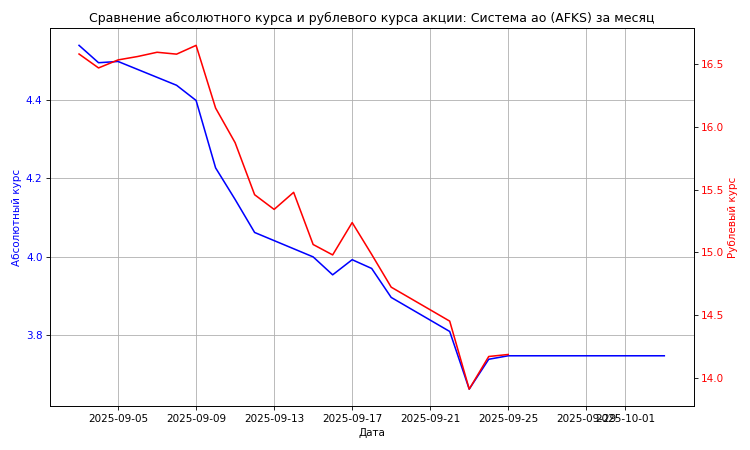 Сравнение абсолютного курса и рублевого курса акции: Система ао (AFKS) за месяц
Абсолютный курс
4.4
4.2
4.0
3.8
16.5
16.0
15.5
15.0
14.5
14.0
Рублевый курс
2025-09-05 2025-09-09 2025-09-13 2025-09-17 2025-09-21 2025-09-25 2025-09-29 2025-10-01
Дата